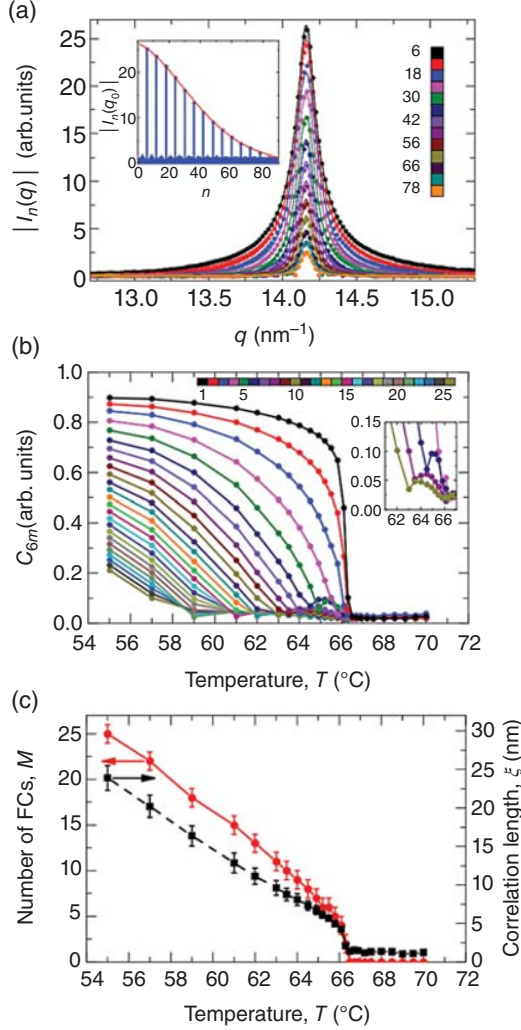 (a)
25
20
15
10
5
0
|I_n(q)| (arb.units)
20
10
0
|I_n(q_0)|
0 20 40 60 80
n
6
18
30
42
56
66
78
13.0 13.5 14.0 14.5 15.0
q (nm⁻¹)
(b)
1.0
0.8
0.6
0.4
0.2
0.0
C_{6m}(arb. units)
1 5 10 15 20 25
0.15
0.10
0.05
0.00
62 64 66
54 56 58 60 62 64 66 68 70 72
Temperature, T (°C)
(c)
25
20
15
10
5
0
Number of FCs, M
30
25
20
15
10
5
0
Correlation length, ξ (nm)
54 56 58 60 62 64 66 68 70 72
Temperature, T (°C)